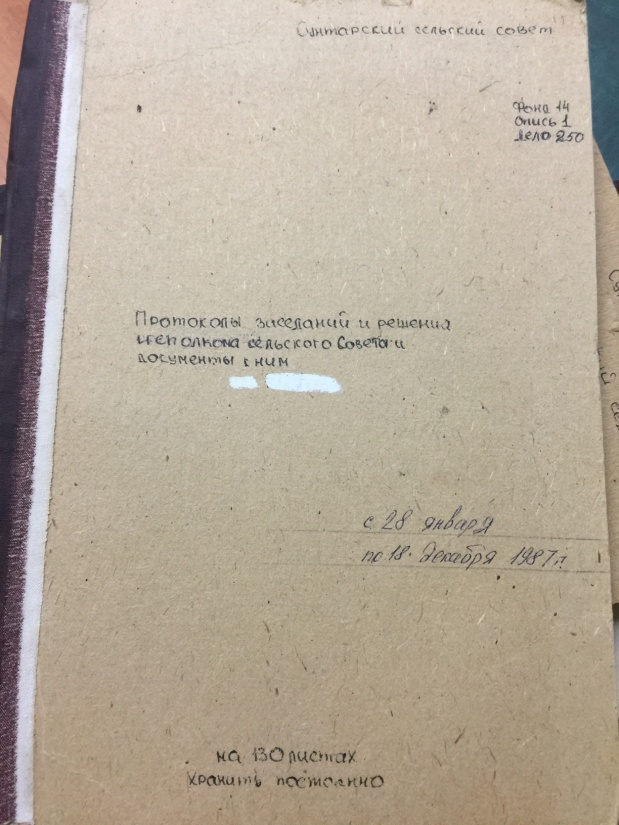 Сунтарский сельский совет
Фонд 14
Опись 1
Дело 250
Протоколы заседаний и решения
исполкома сельского Совета и
документы к ним
с 28 января
по 18 декабря 1987 г.
на 130 листах
Хранить постоянно